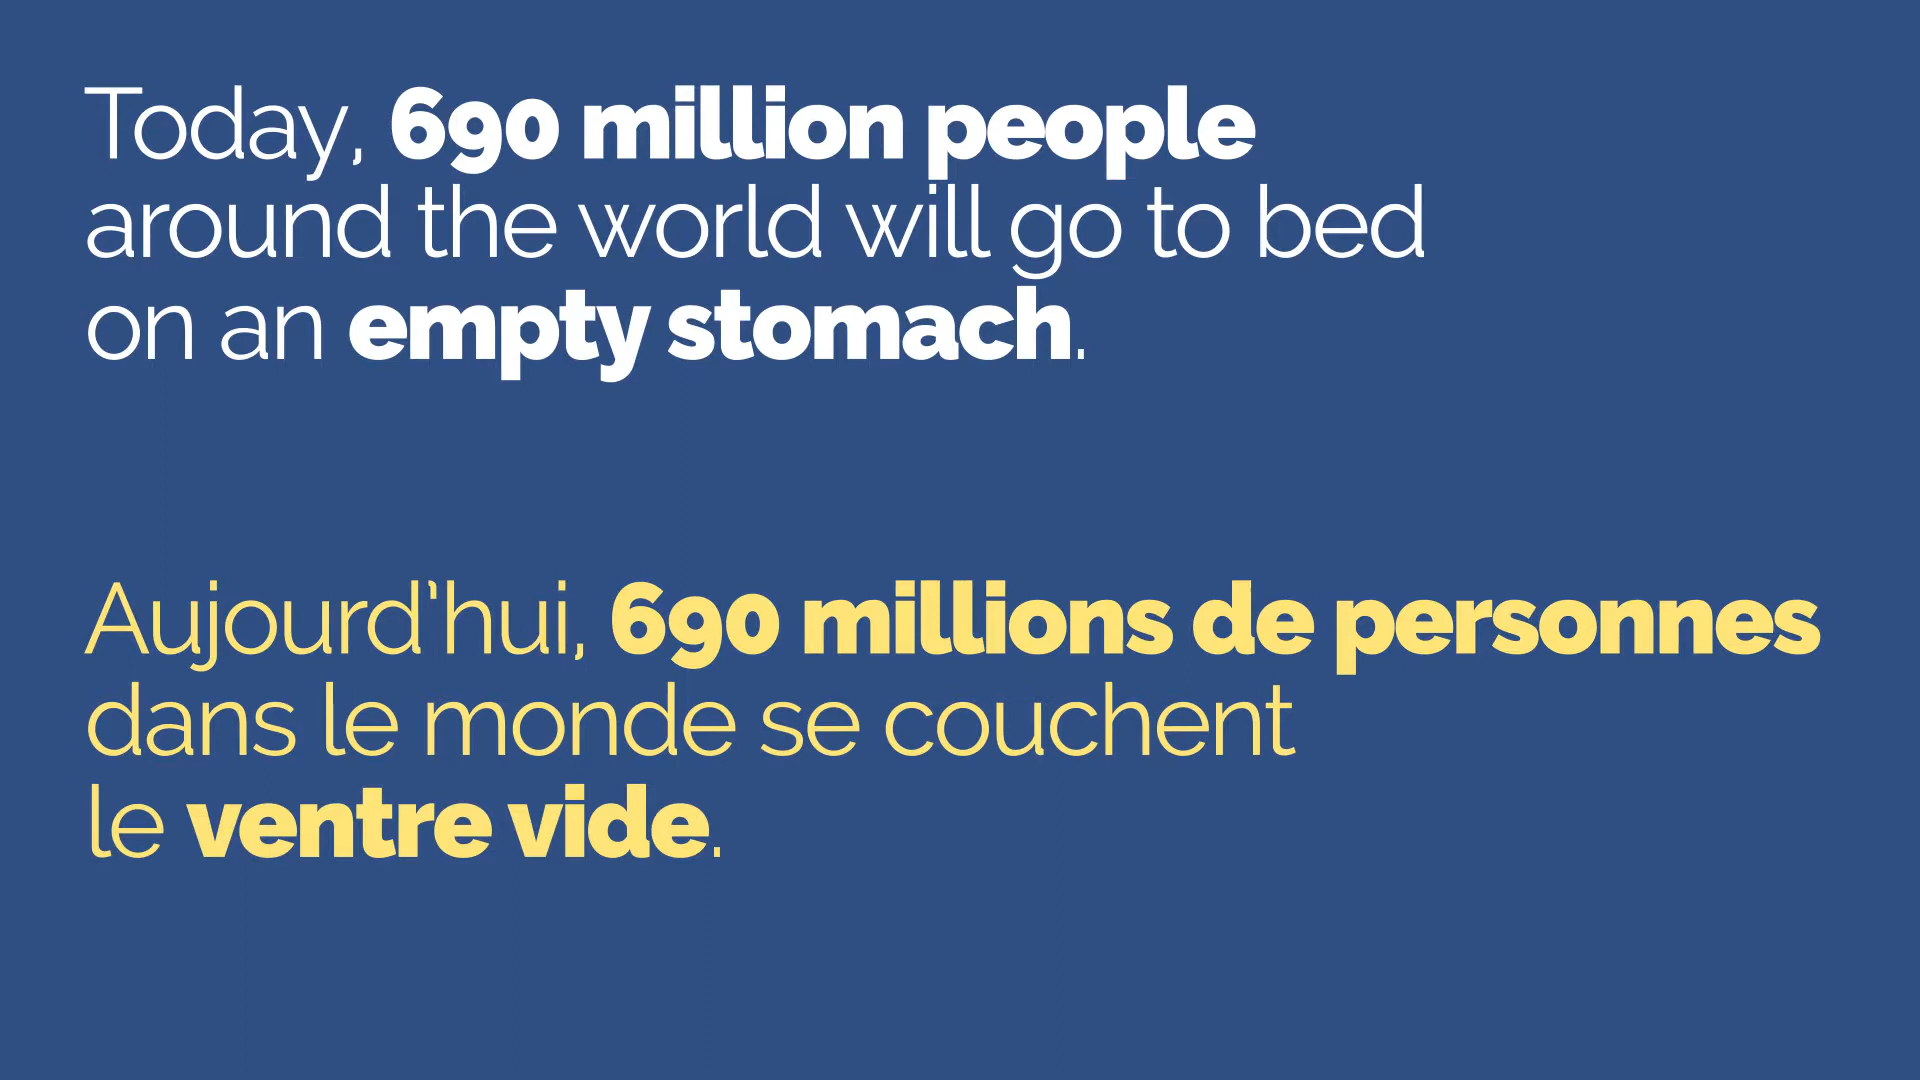 Today, 690 million people
around the world will go to bed
on an empty stomach.
Aujourd'hui, 690 millions de personnes
dans le monde se couchent
le ventre vide.